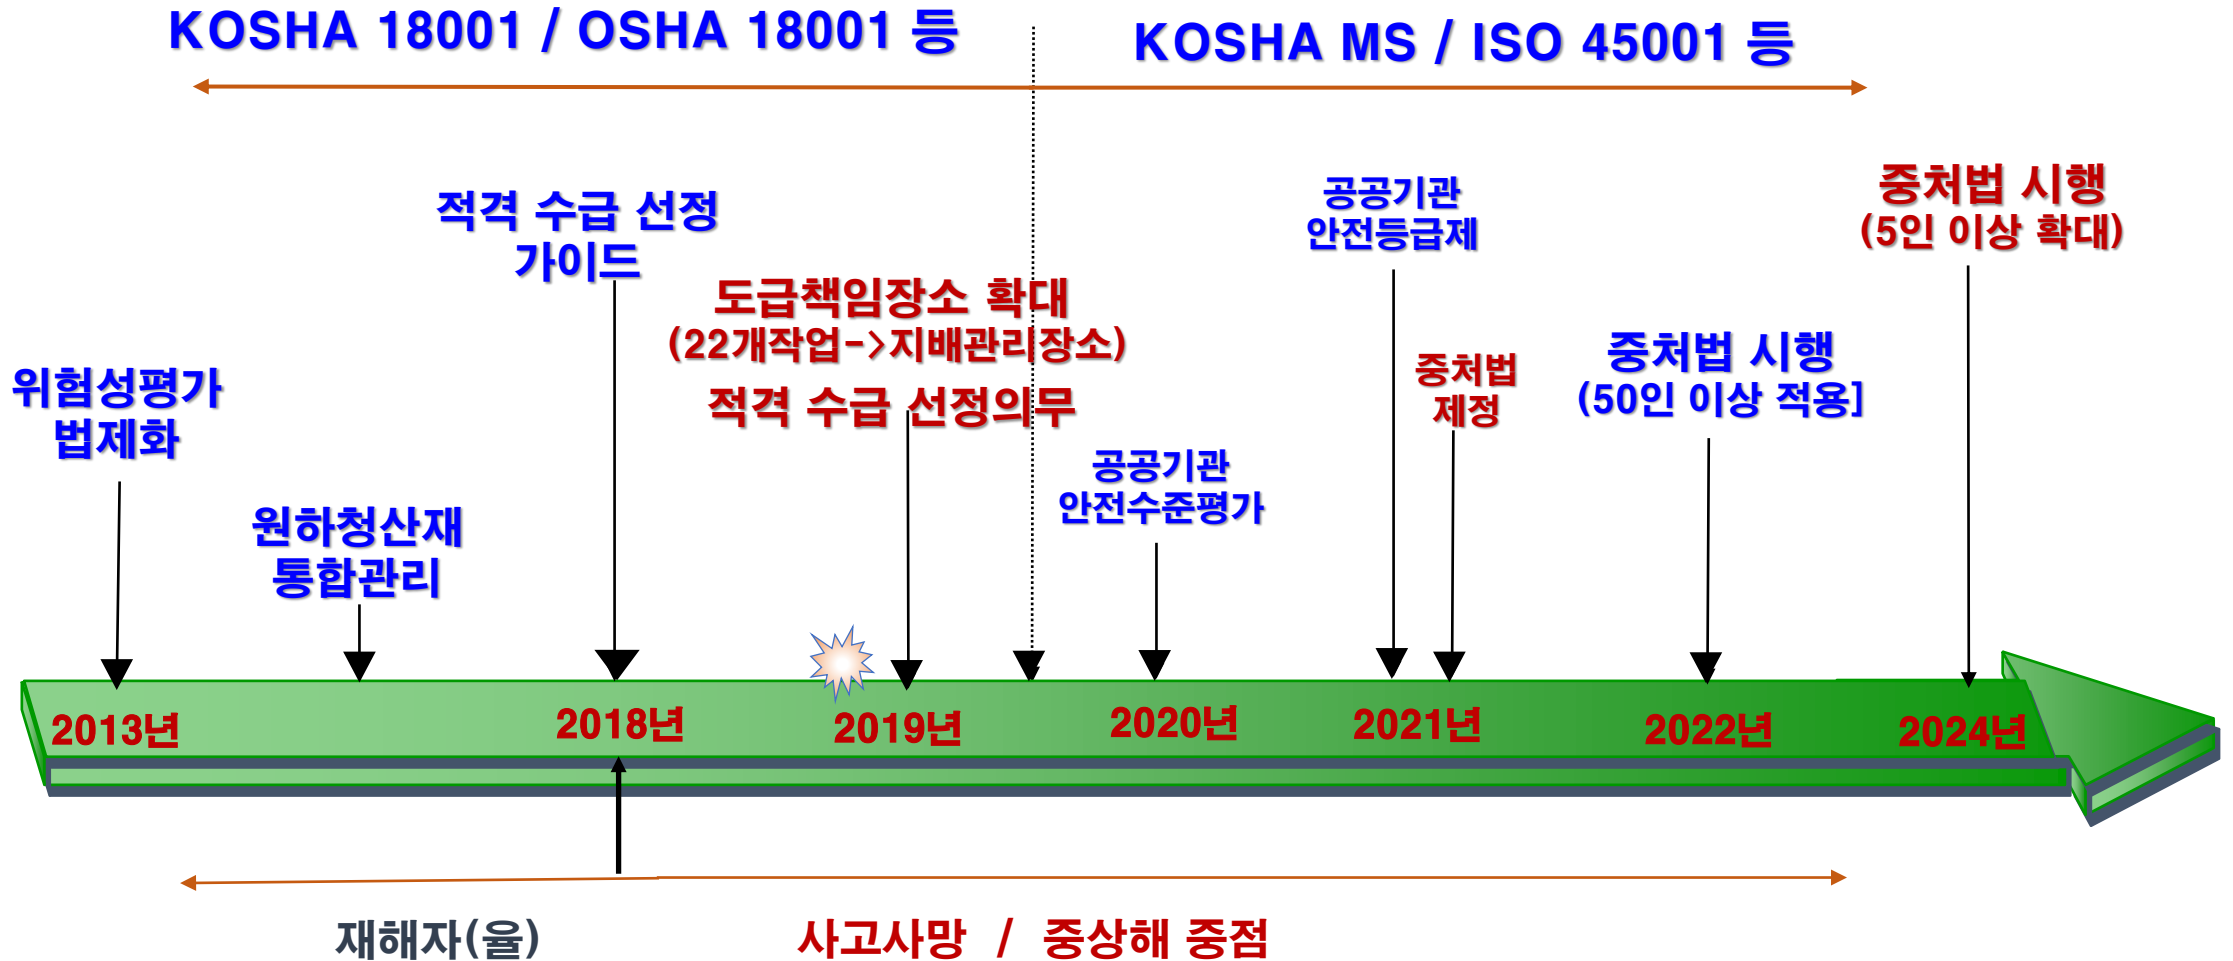 KOSHA 18001 / OSHA 18001 등
KOSHA MS / ISO 45001 등
위험성평가
법제화
원하청산재
통합관리
적격 수급 선정
가이드
도급책임장소 확대
(22개작업->지배관리장소)
적격 수급 선정의무
공공기관
안전수준평가
공공기관
안전등급제
중처법
제정
중처법 시행
(50인 이상 적용]
중처법 시행
(5인 이상 확대)
2013년
2018년
2019년
2020년
2021년
2022년
2024년
재해자(율)
사고사망 / 중상해 중점